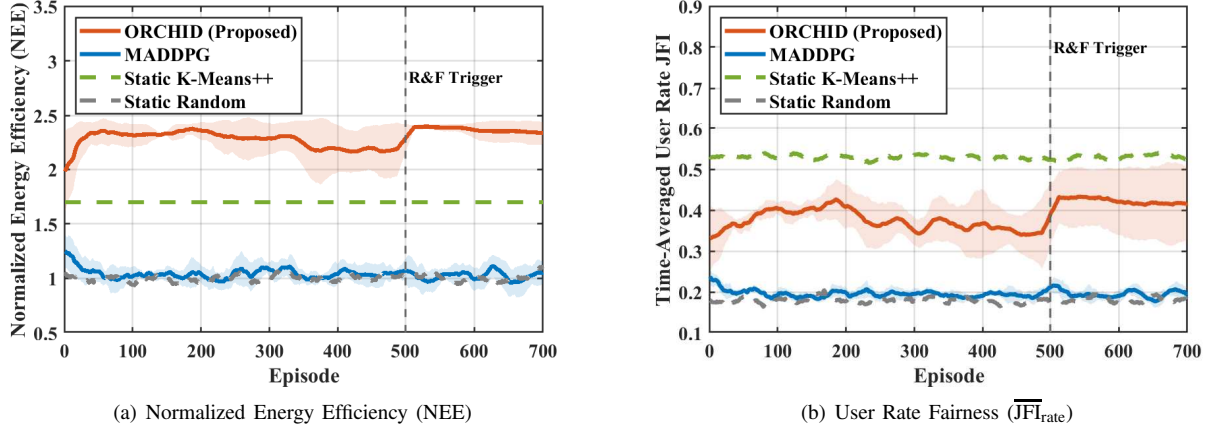 Normalized Energy Efficiency (NEE)
3.5
3
2.5
2
1.5
1
0.5
ORCHID (Proposed)
MADDPG
Static K-Means++
Static Random
R&F Trigger
0 100 200 300 400 500 600 700
Episode
(a) Normalized Energy Efficiency (NEE)
Time-Averaged User Rate JFI
0.9
0.8
0.7
0.6
0.5
0.4
0.3
0.2
0.1
ORCHID (Proposed)
MADDPG
Static K-Means++
Static Random
R&F Trigger
0 100 200 300 400 500 600 700
Episode
(b) User Rate Fairness (J̅F̅I̅rate)